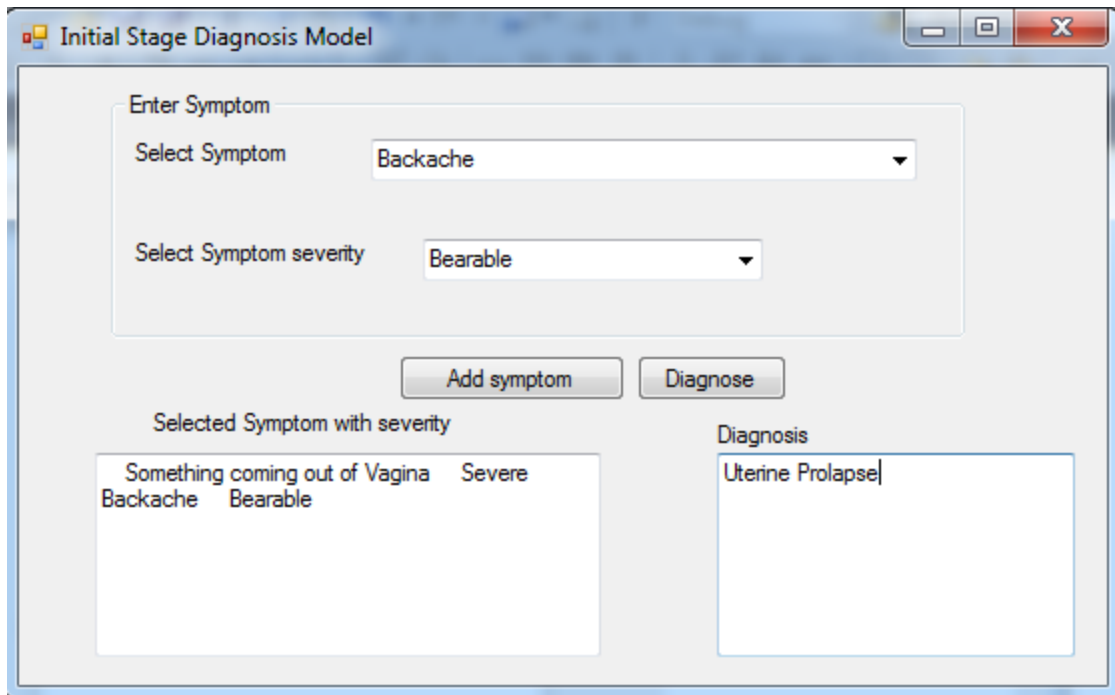 Initial Stage Diagnosis Model
Enter Symptom
Select Symptom
Backache
Select Symptom severity
Bearable
Add symptom
Diagnose
Selected Symptom with severity
Something coming out of Vagina Severe
Backache Bearable
Diagnosis
Uterine Prolapse